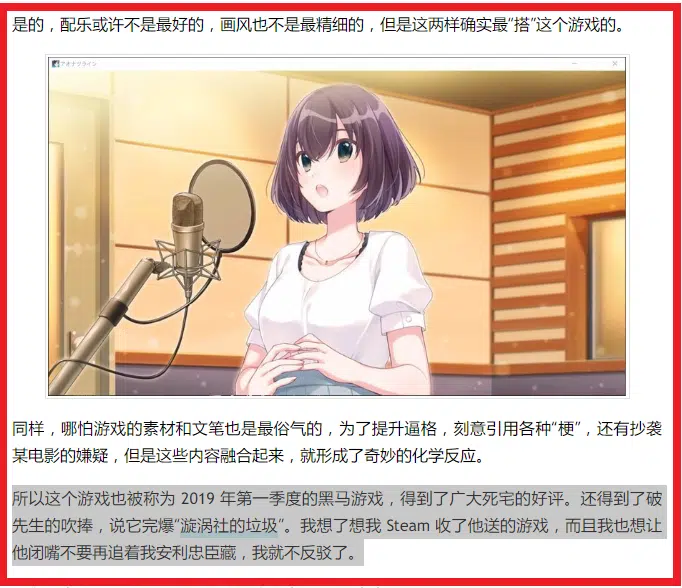 是的，配乐或许不是最好的，画风也不是最精细的，但是这两样确实最“搭”这个游戏的。
アオナツライン
同样，哪怕游戏的素材和文笔也是最俗气的，为了提升逼格，刻意引用各种“梗”，还有抄袭
某电影的嫌疑，但是这些内容融合起来，就形成了奇妙的化学反应。
所以这个游戏也被称为 2019 年第一季度的黑马游戏，得到了广大死宅的好评。还得到了破
先生的吹捧，说它完爆“漩涡社的垃圾”。我想了想我 Steam 收了他送的游戏，而且我也想让
他闭嘴不要再追着我安利忠臣藏，我就不反驳了。